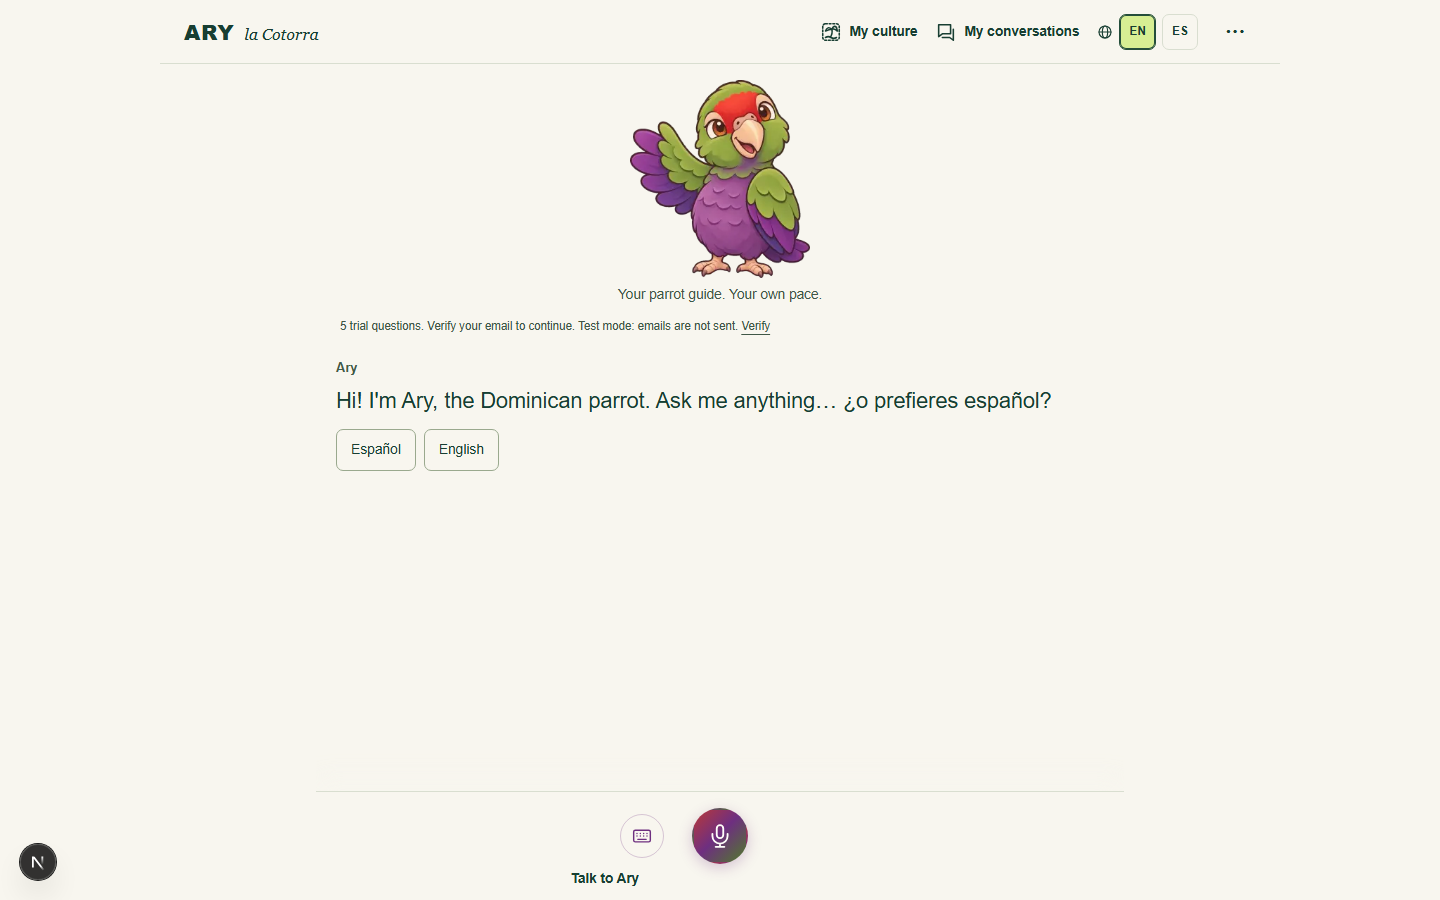 ARY la Cotorra
My culture
My conversations
EN
ES
Your parrot guide. Your own pace.
5 trial questions. Verify your email to continue. Test mode: emails are not sent. Verify
Ary
Hi! I'm Ary, the Dominican parrot. Ask me anything… ¿o prefieres español?
Español
English
N
Talk to Ary